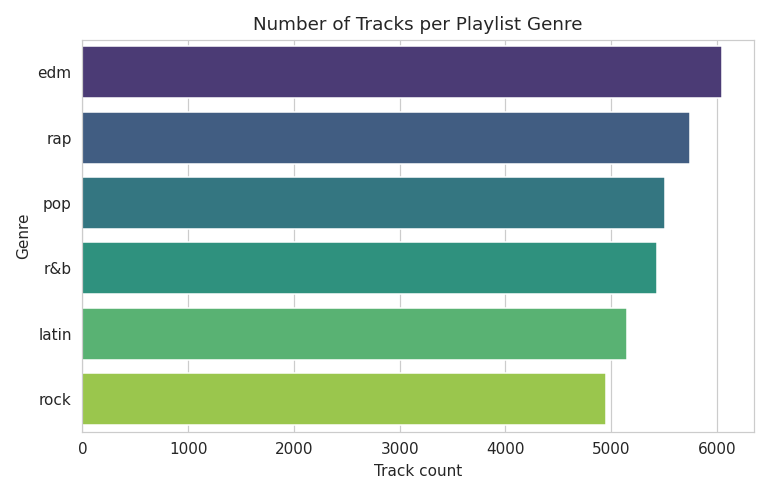 Number of Tracks per Playlist Genre
edm
rap
pop
r&b
latin
rock
Genre
0 1000 2000 3000 4000 5000 6000
Track count